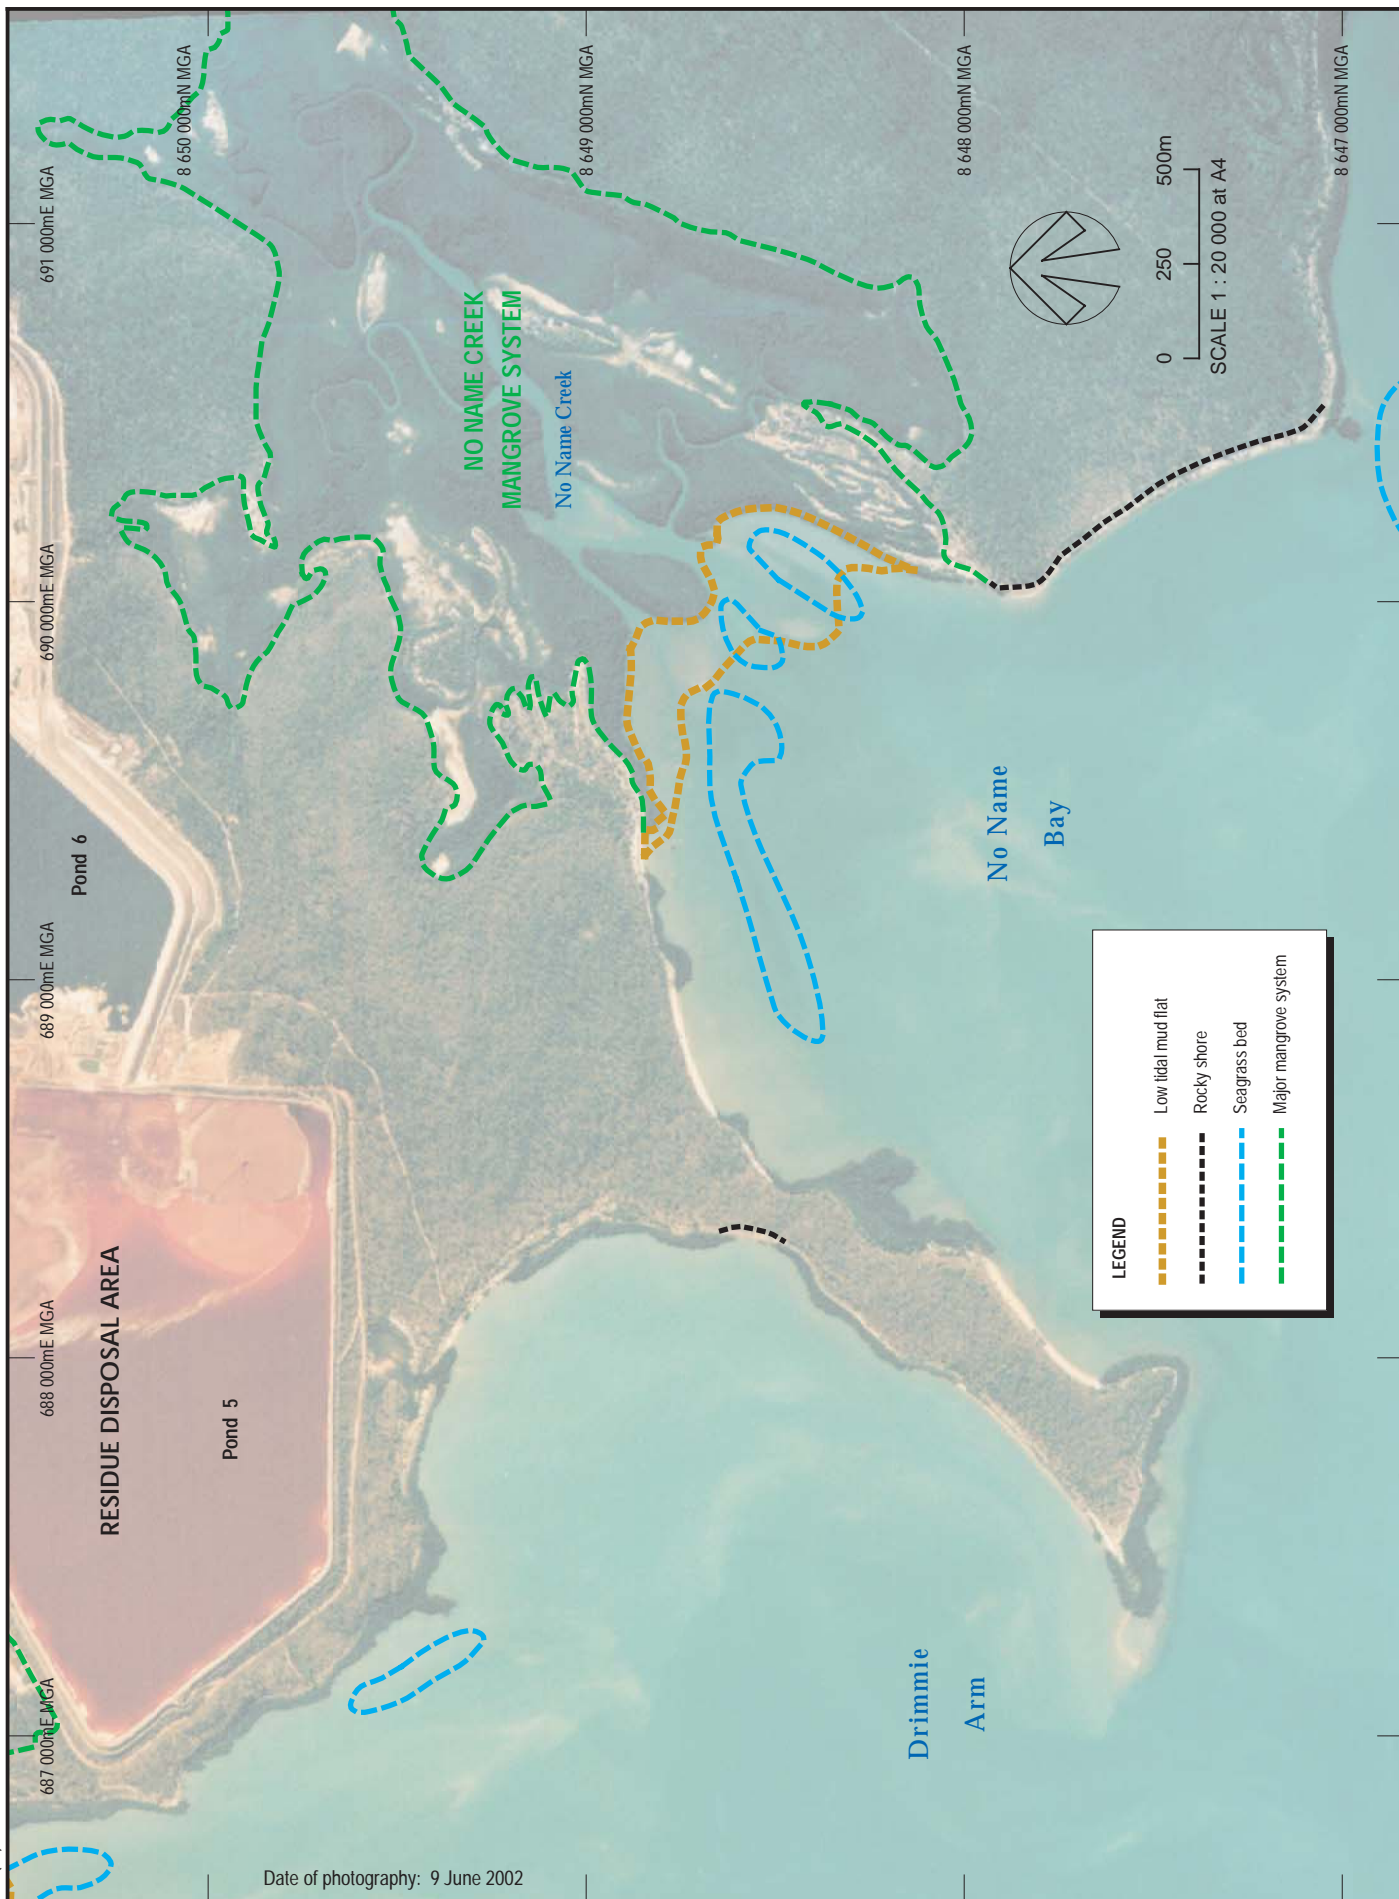 691 000mE MGA
690 000mE MGA
689 000mE MGA
688 000mE MGA
687 000mE MGA
8 650 000mN MGA
8 649 000mN MGA
8 648 000mN MGA
8 647 000mN MGA
Pond 6
RESIDUE DISPOSAL AREA
Pond 5
NO NAME CREEK
MANGROVE SYSTEM
No Name Creek
No Name
Bay
Drimmie
Arm
0 250 500m
SCALE 1 : 20 000 at A4
LEGEND
Low tidal mud flat
Rocky shore
Seagrass bed
Major mangrove system
Date of photography: 9 June 2002